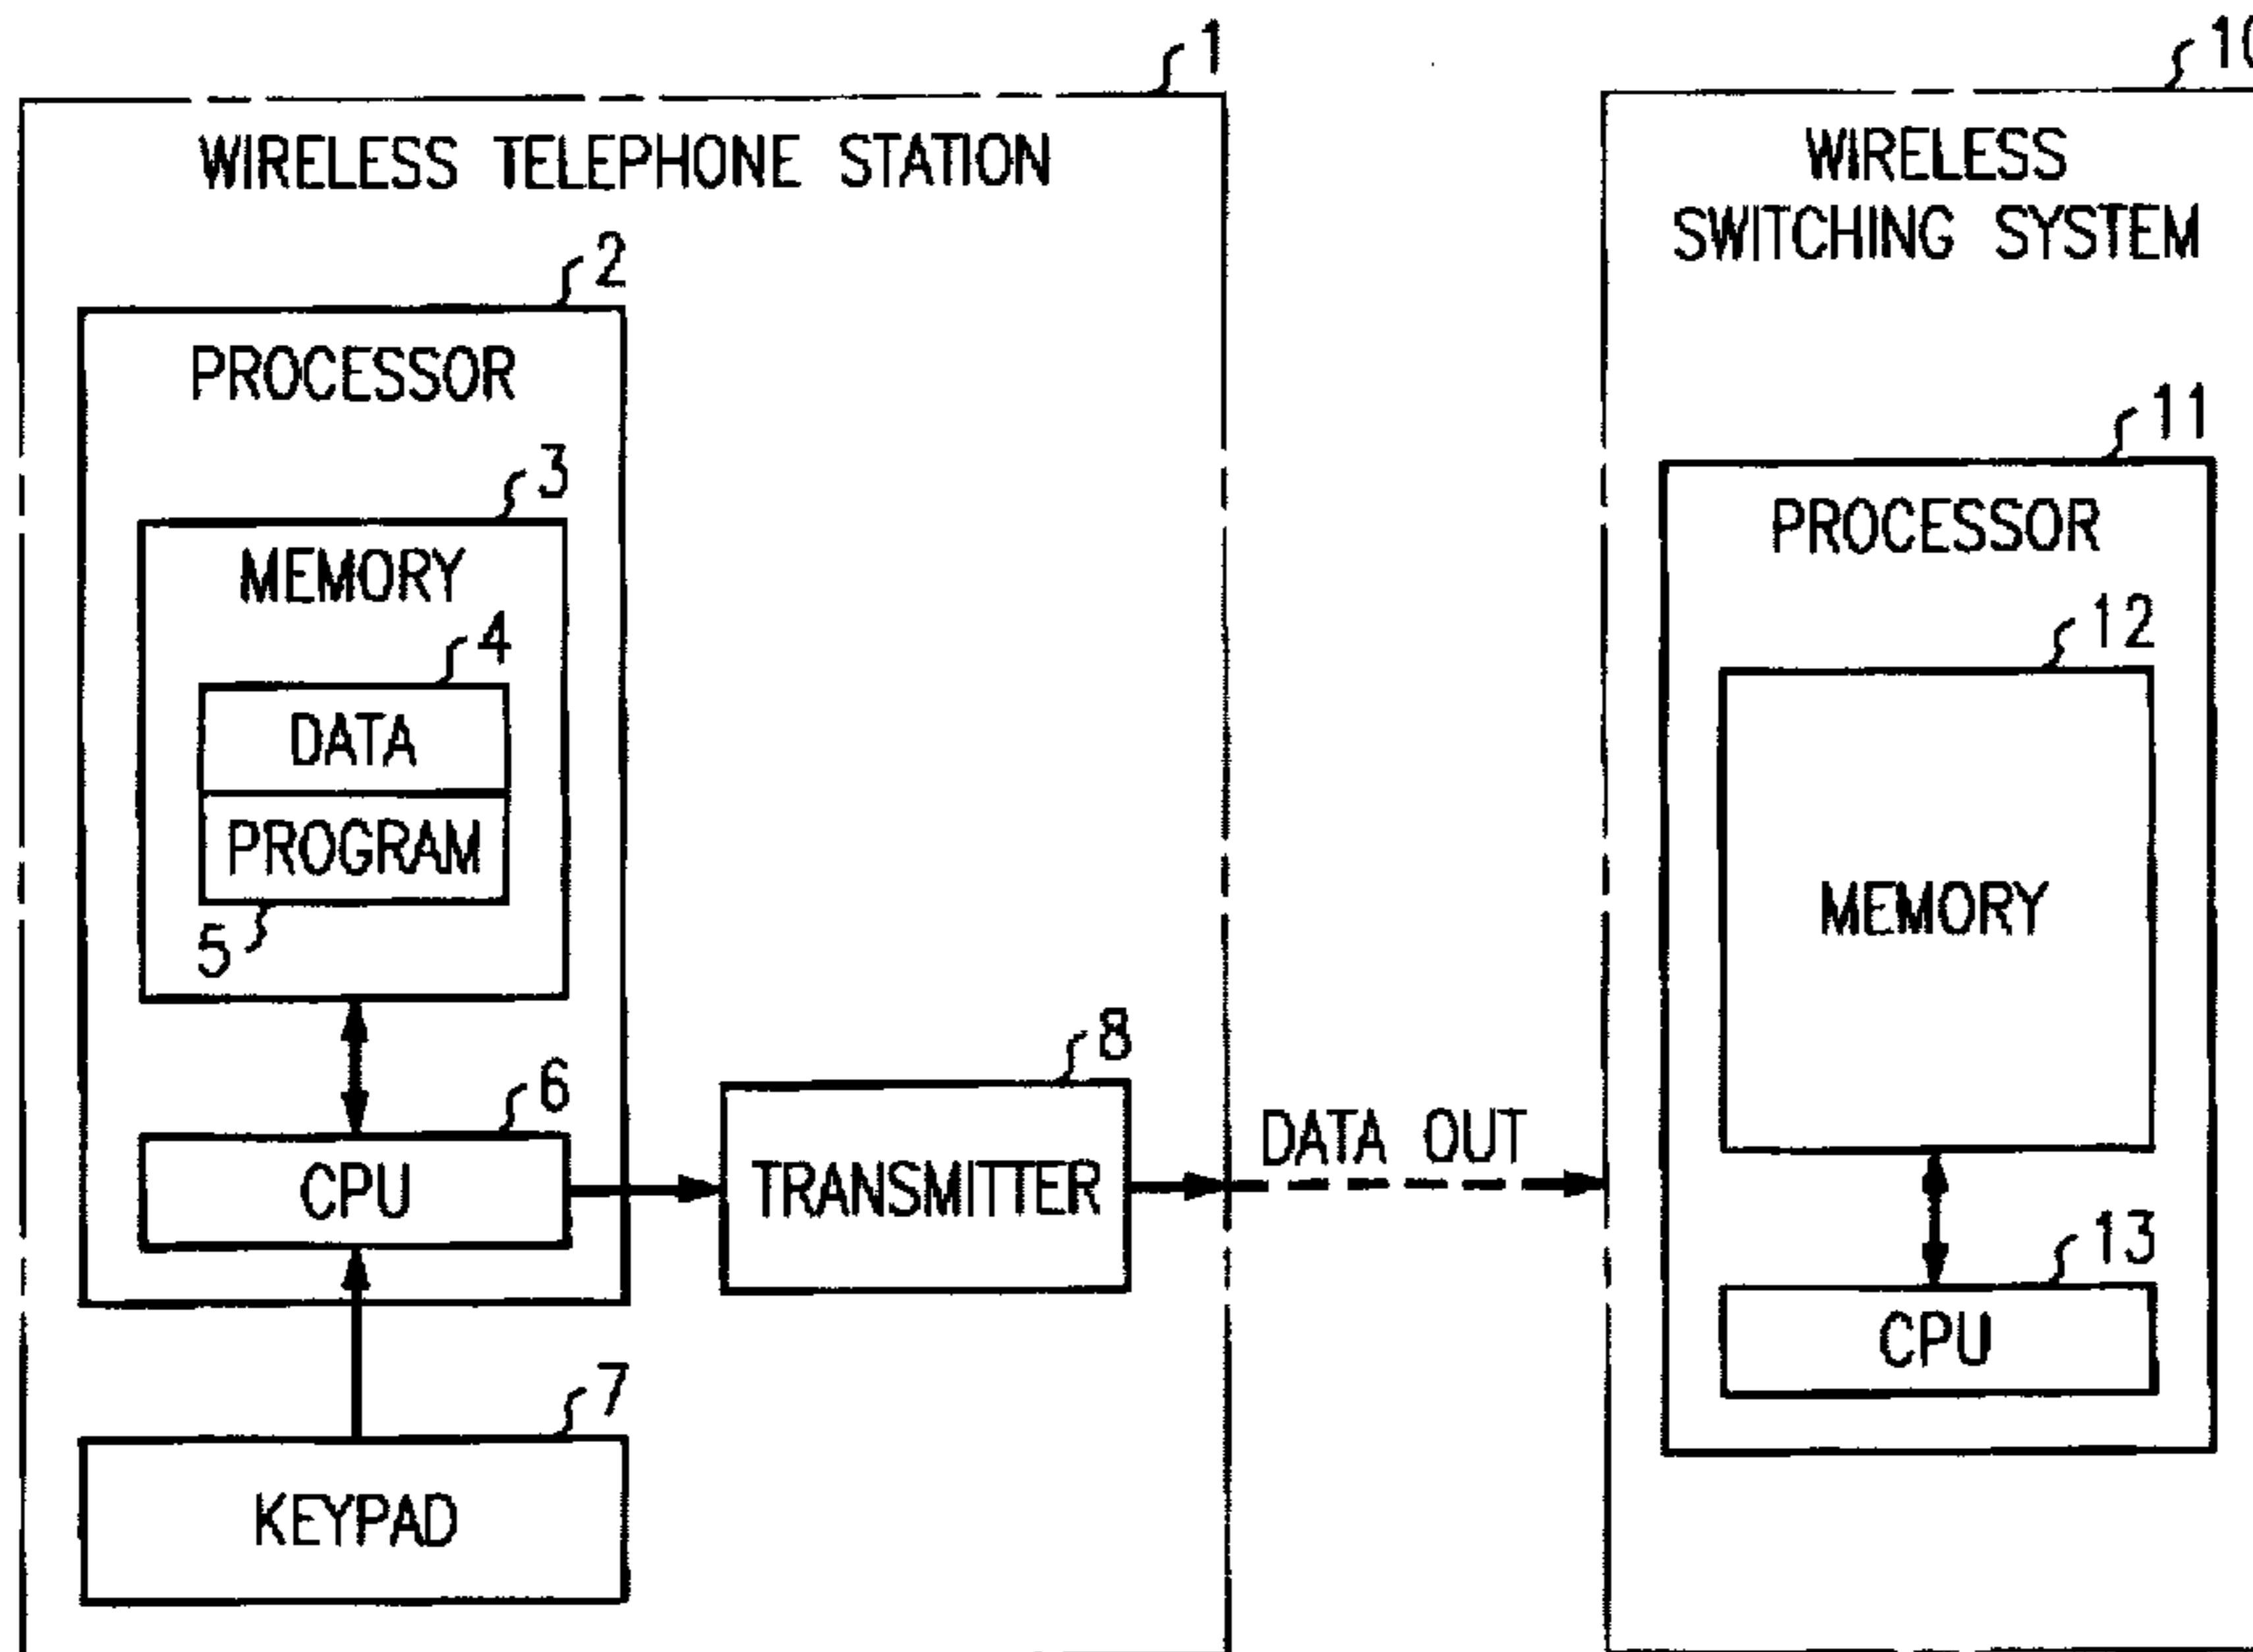 1
WIRELESS TELEPHONE STATION
2
PROCESSOR
3
MEMORY
4
DATA
PROGRAM
5
6
CPU
8
TRANSMITTER
7
KEYPAD
DATA OUT
10
WIRELESS
SWITCHING SYSTEM
11
PROCESSOR
12
MEMORY
13
CPU